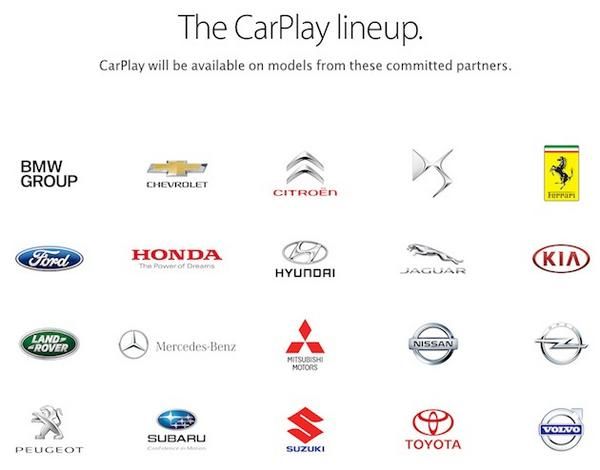 The CarPlay lineup.
CarPlay will be available on models from these committed partners.
BMW
GROUP
CHEVROLET
CITROËN
Ferrari
Ford
HONDA
The Power of Dreams
HYUNDAI
JAGUAR
KIA
LAND-
ROVER
Mercedes-Benz
MITSUBISHI
MOTORS
NISSAN
PEUGEOT
SUBARU
Confidence in Motion
SUZUKI
TOYOTA
VOLVO